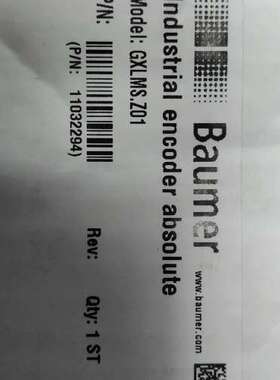 Baumer
www.baumer.com
Industrial encoder absolute
Model: GXLMS.Z01
P/N:
Rev:
Qty: 1 ST
(P/N: 11032294)